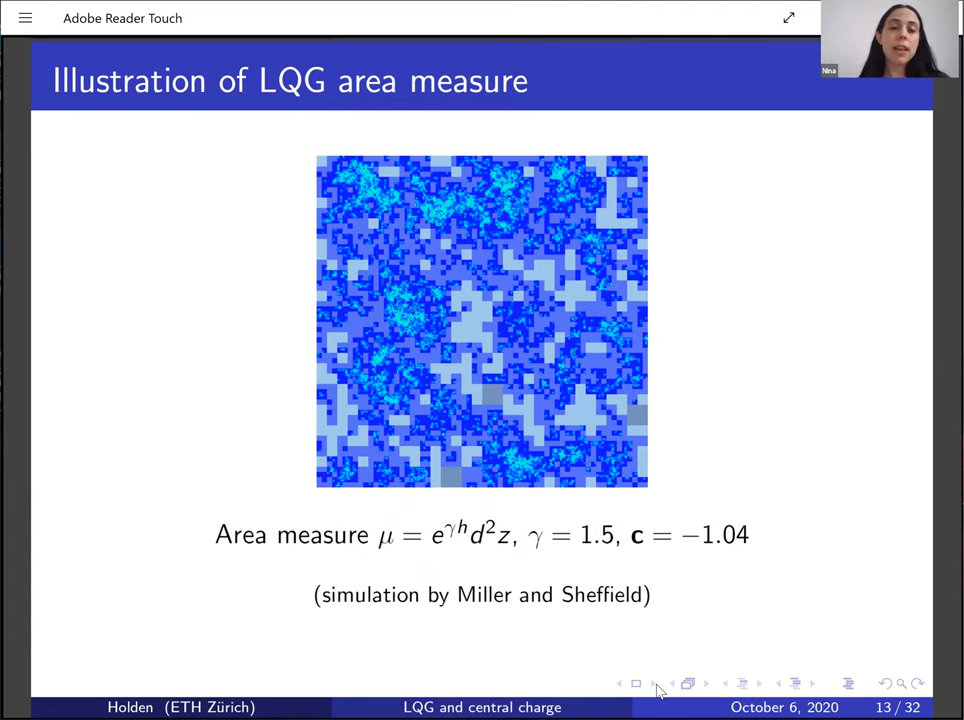 Adobe Reader Touch
Nina
Illustration of LQG area measure
Area measure μ = e^{γh}d²z, γ = 1.5, c = −1.04
(simulation by Miller and Sheffield)
Holden (ETH Zürich) LQG and central charge October 6, 2020 13 / 32